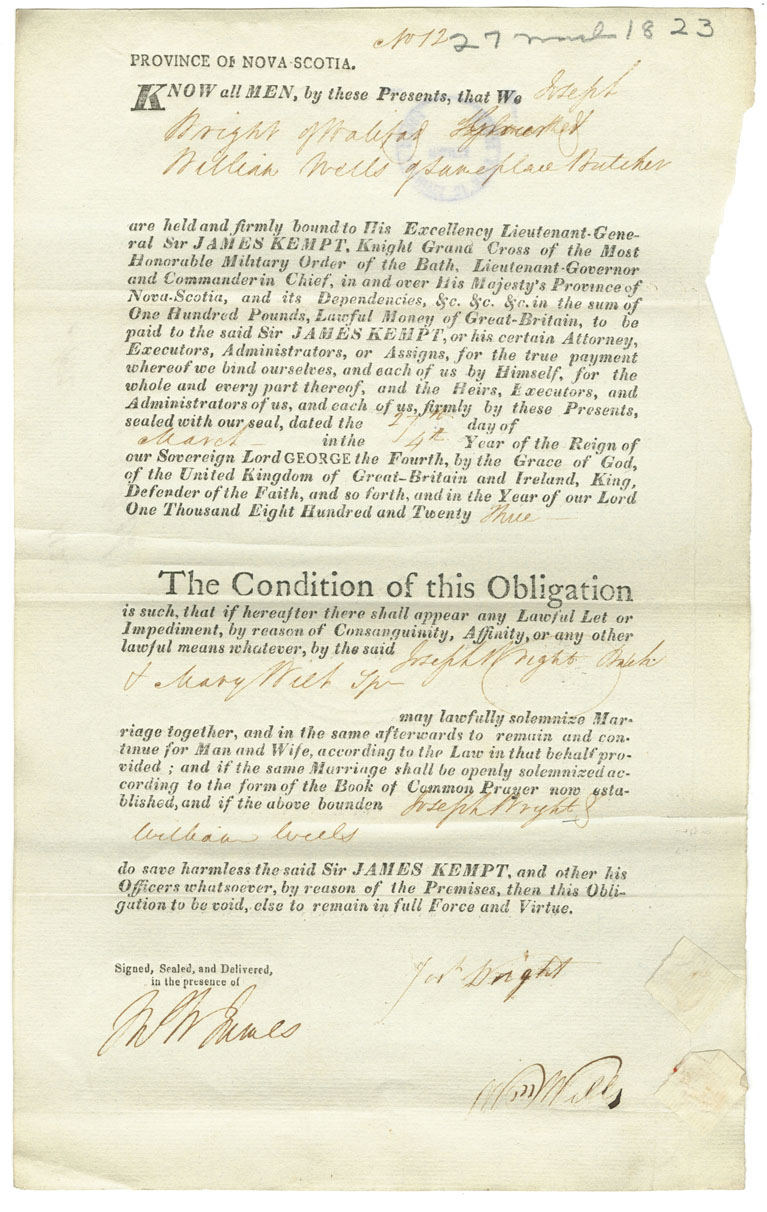 No 12 27 March 1823
PROVINCE OF NOVA-SCOTIA.
KNOW all MEN, by these Presents, that We Joseph
Wright of Halifax &
William Wells of same place Butcher
are held and firmly bound to His Excellency Lieutenant-Gene-
ral Sir JAMES KEMPT, Knight Grand Cross of the Most
Honorable Military Order of the Bath, Lieutenant-Governor
and Commander in Chief, in and over His Majesty's Province of
Nova-Scotia, and its Dependencies, &c. &c. &c. in the sum of
One Hundred Pounds, Lawful Money of Great-Britain, to be
paid to the said Sir JAMES KEMPT, or his certain Attorney,
Executors, Administrators, or Assigns, for the true payment
whereof we bind ourselves, and each of us by Himself, for the
whole and every part thereof, and the Heirs, Executors, and
Administrators of us, and each of us, firmly by these Presents,
sealed with our seal, dated the 27th day of
March in the 4th Year of the Reign of
our Sovereign Lord GEORGE the Fourth, by the Grace of God,
of the United Kingdom of Great-Britain and Ireland, King,
Defender of the Faith, and so forth, and in the Year of our Lord
One Thousand Eight Hundred and Twenty three
The Condition of this Obligation
is such, that if hereafter there shall appear any Lawful Let or
Impediment, by reason of Consanguinity, Affinity, or any other
lawful means whatever, by the said Joseph Wright Bach
& Mary Wilt Spr
may lawfully solemnize Mar-
riage together, and in the same afterwards to remain and con-
tinue for Man and Wife, according to the Law in that behalf pro-
vided; and if the same Marriage shall be openly solemnized ac-
cording to the form of the Book of Common Prayer now esta-
blished, and if the above bounden Joseph Wright &
William Wells
do save harmless the said Sir JAMES KEMPT, and other his
Officers whatsoever, by reason of the Premises, then this Obli-
gation to be void, else to remain in full Force and Virtue.
Signed, Sealed, and Delivered,
in the presence of
Josh Wright
James
Wm Wells